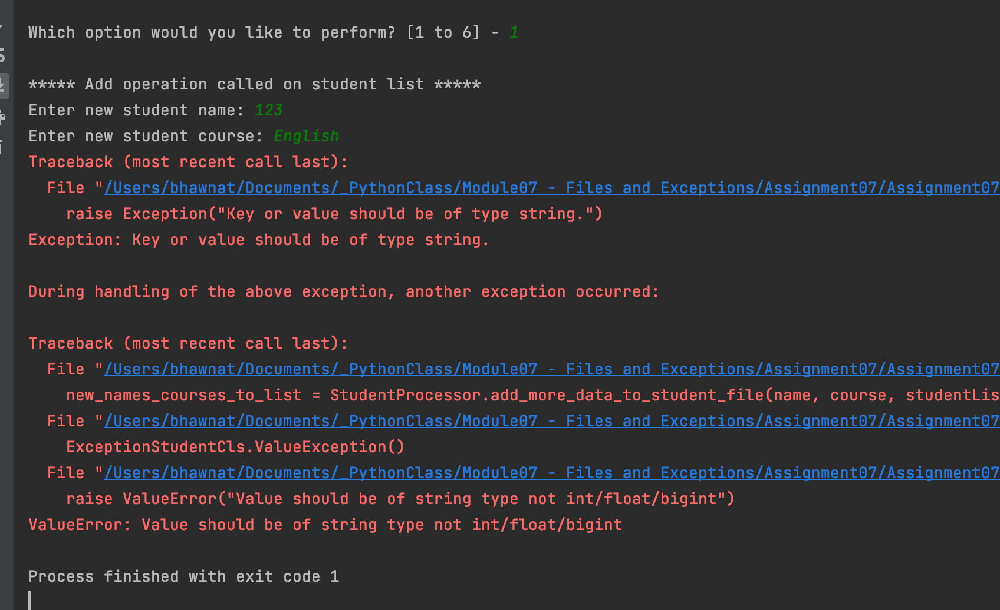 Which option would you like to perform? [1 to 6] - 1
***** Add operation called on student list *****
Enter new student name: 123
Enter new student course: English
Traceback (most recent call last):
  File "/Users/bhawnat/Documents/_PythonClass/Module07 - Files and Exceptions/Assignment07/Assignment07
    raise Exception("Key or value should be of type string.")
Exception: Key or value should be of type string.
During handling of the above exception, another exception occurred:
Traceback (most recent call last):
  File "/Users/bhawnat/Documents/_PythonClass/Module07 - Files and Exceptions/Assignment07/Assignment07
    new_names_courses_to_list = StudentProcessor.add_more_data_to_student_file(name, course, studentLis
  File "/Users/bhawnat/Documents/_PythonClass/Module07 - Files and Exceptions/Assignment07/Assignment07
    ExceptionStudentCls.ValueException()
  File "/Users/bhawnat/Documents/_PythonClass/Module07 - Files and Exceptions/Assignment07/Assignment07
    raise ValueError("Value should be of string type not int/float/bigint")
ValueError: Value should be of string type not int/float/bigint
Process finished with exit code 1